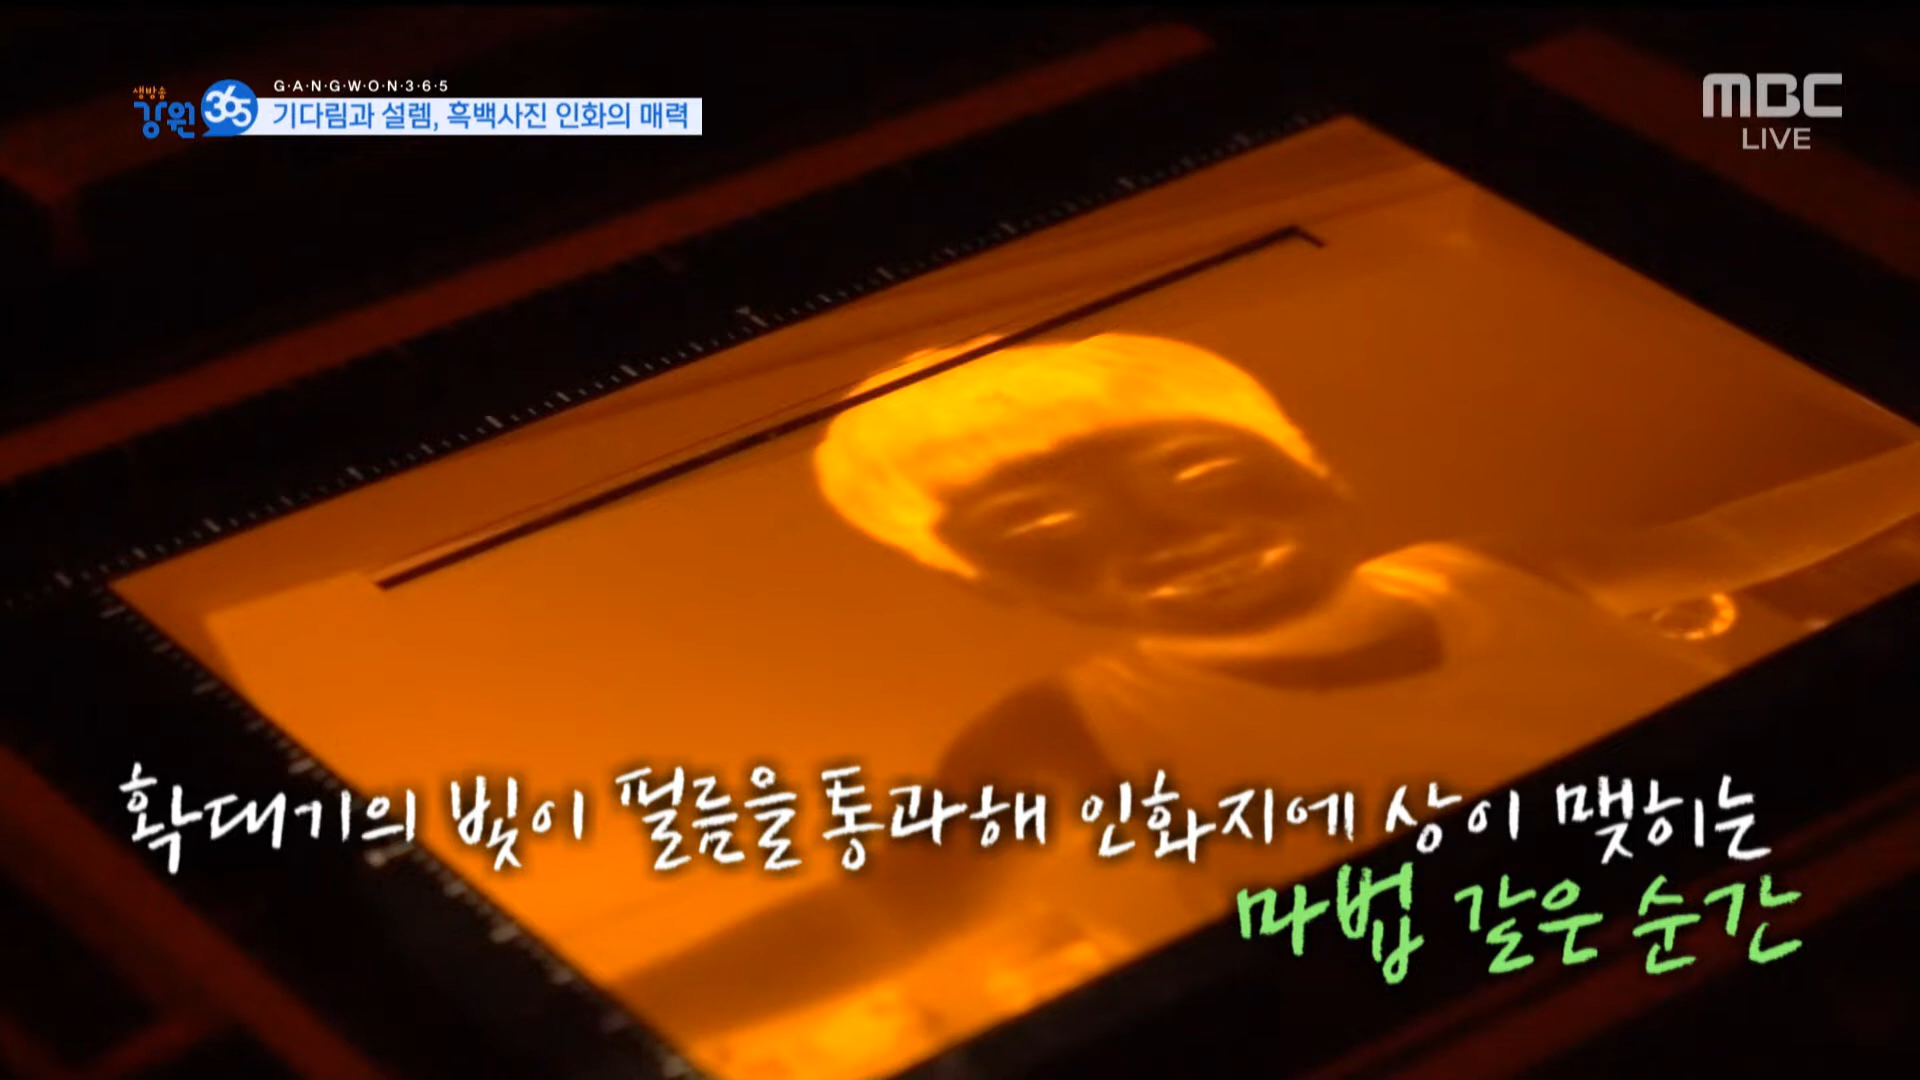 생방송
강원 365
G·A·N·G·W·O·N·3·6·5
기다림과 설렘, 흑백사진 인화의 매력
MBC
LIVE
확대기의 빛이 필름을 통과해 인화지에 상이 맺히는
마법 같은 순간